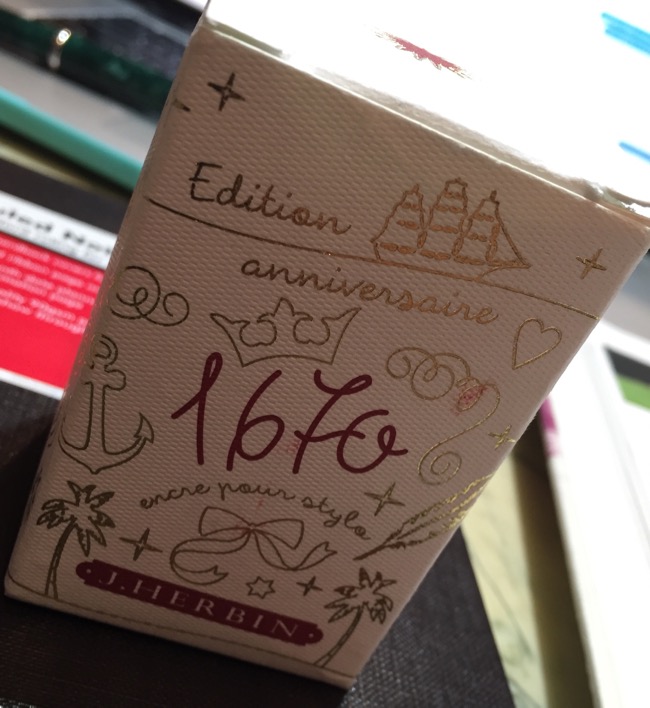 Edition
anniversaire
1670
encre pour stylo
J.HERBIN